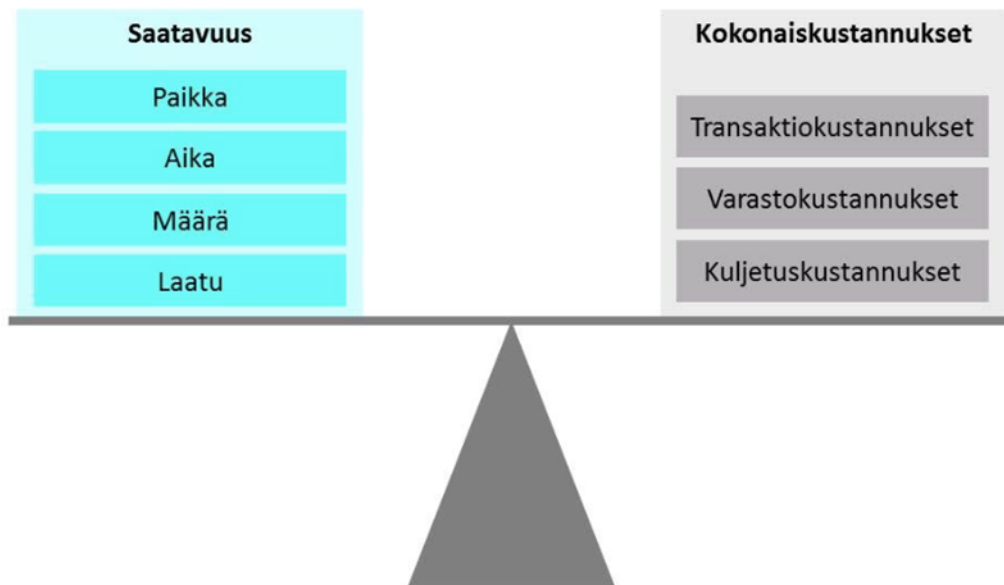 Saatavuus
Paikka
Aika
Määrä
Laatu
Kokonaiskustannukset
Transaktiokustannukset
Varastokustannukset
Kuljetuskustannukset